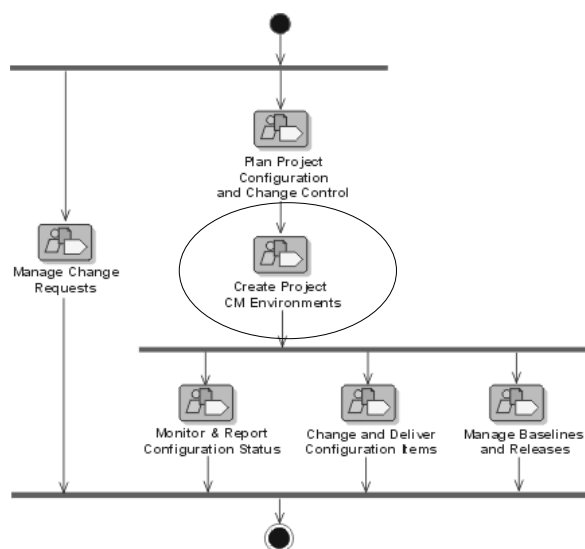 Plan Project
Configuration
and Change Control
Manage Change
Requests
Create Project
CM Environments
Monitor & Report
Configuration Status
Change and Deliver
Configuration Items
Manage Baselines
and Releases